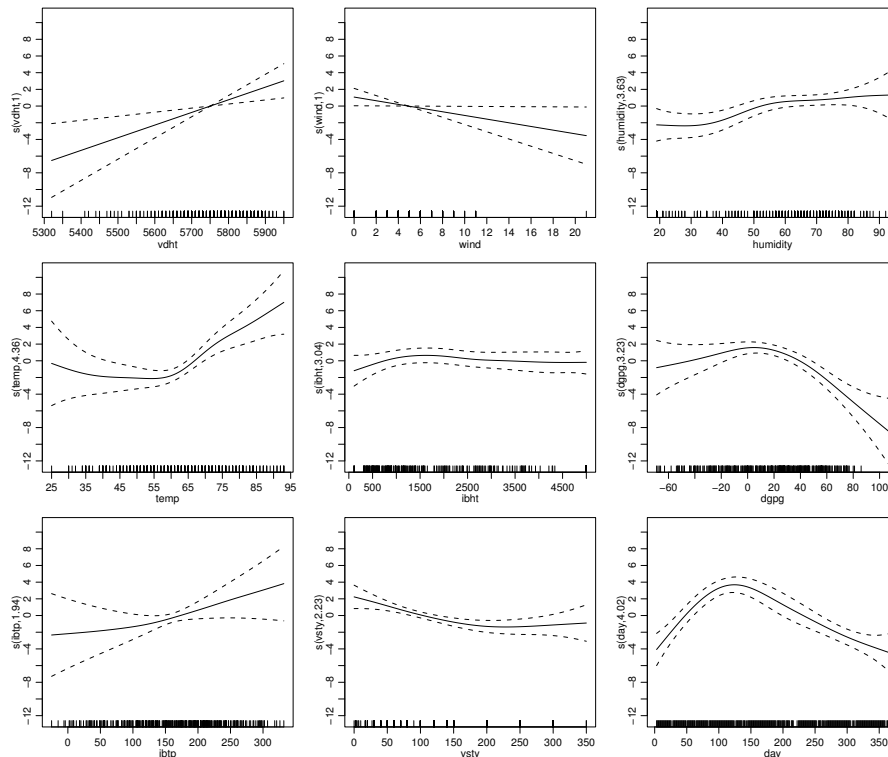 s(vdht,1)
−12 −8 −4 0 2 4 6 8
5300 5400 5500 5600 5700 5800 5900
vdht
s(wind,1)
−12 −8 −4 0 2 4 6 8
0 2 4 6 8 10 12 14 16 18 20
wind
s(humidity,3.63)
−12 −8 −4 0 2 4 6 8
20 30 40 50 60 70 80 90
humidity
s(temp,4.36)
−12 −8 −4 0 2 4 6 8
25 35 45 55 65 75 85 95
temp
s(ibht,3.04)
−12 −8 −4 0 2 4 6 8
500 1500 2500 3500 4500
ibht
s(dgpg,3.23)
−12 −8 −4 0 2 4 6 8
−60 −20 0 20 40 60 80 100
dgpg
s(ibtp,1.94)
−12 −8 −4 0 2 4 6 8
0 50 100 150 200 250 300
ibtp
s(vsty,2.23)
−12 −8 −4 0 2 4 6 8
0 50 100 150 200 250 300 350
vsty
s(day,4.02)
−12 −8 −4 0 2 4 6 8
0 50 100 150 200 250 300 350
day